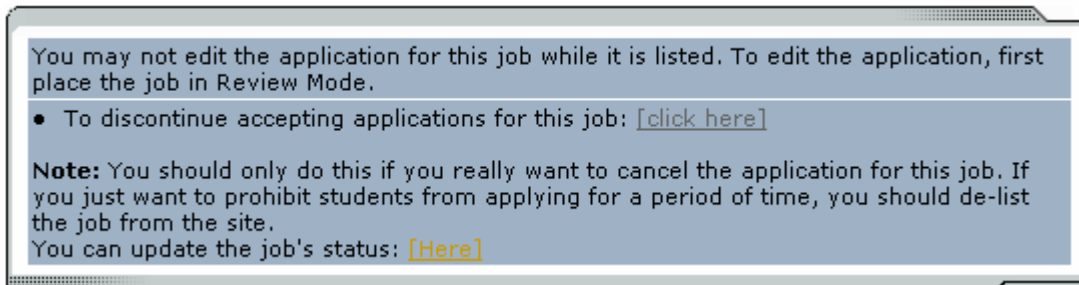 You may not edit the application for this job while it is listed. To edit the application, first
place the job in Review Mode.
● To discontinue accepting applications for this job: [click here]
Note: You should only do this if you really want to cancel the application for this job. If
you just want to prohibit students from applying for a period of time, you should de-list
the job from the site.
You can update the job's status: [Here]